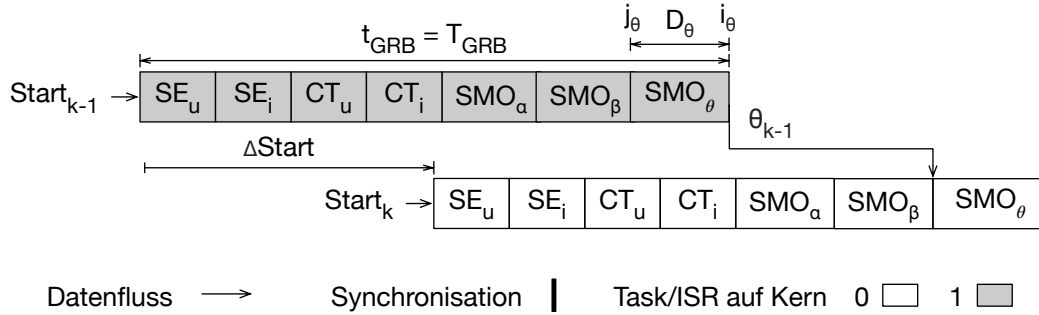 j_θ D_θ i_θ
t_GRB = T_GRB
Start_k-1 SE_u SE_i CT_u CT_i SMO_α SMO_β SMO_θ
θ_k-1
ΔStart
Start_k SE_u SE_i CT_u CT_i SMO_α SMO_β SMO_θ
Datenfluss Synchronisation Task/ISR auf Kern 0 1